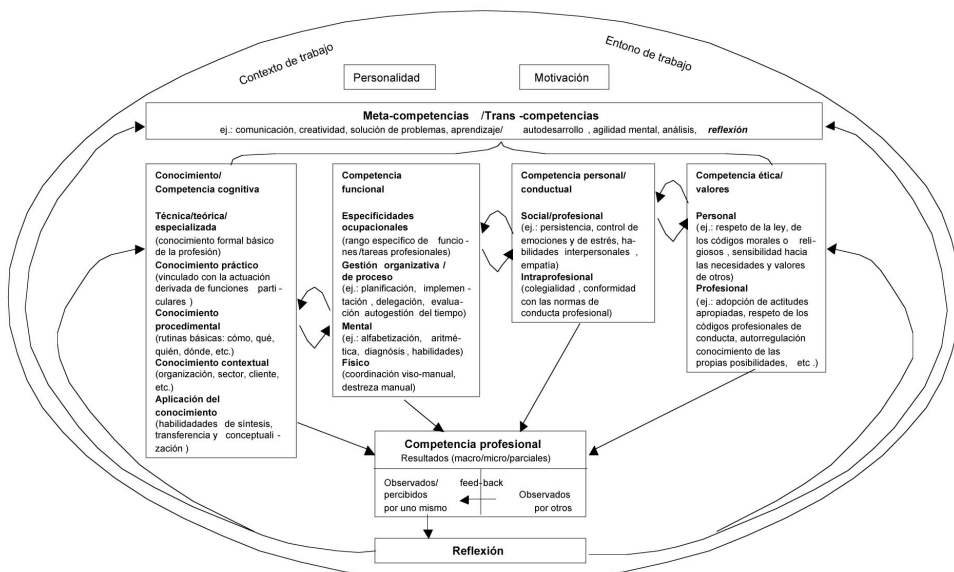 Contexto de trabajo
Entono de trabajo
Personalidad
Motivación
Meta-competencias /Trans -competencias
ej.: comunicación, creatividad, solución de problemas, aprendizaje/ autodesarrollo , agilidad mental, análisis, reflexión
Conocimiento/
Competencia cognitiva
Técnica/teórica/
especializada
(conocimiento formal básico
de la profesión)
Conocimiento práctico
(vinculado con la actuación
derivada de funciones parti -
culares )
Conocimiento
procedimental
(rutinas básicas: cómo, qué,
quién, dónde, etc.)
Conocimiento contextual
(organización, sector, cliente,
etc.)
Aplicación del
conocimiento
(habilidadades de síntesis,
transferencia y conceptuali -
zación )
Competencia
funcional
Especificidades
ocupacionales
(rango específico de funcio -
nes/tareas profesionales)
Gestión organizativa /
de proceso
(ej.: planificación, implemen -
tación , delegación, evalua-
ción autogestión del tiempo)
Mental
(ej.: alfabetización, aritmé-
tica, diagnósis , habilidades)
Físico
(coordinación viso-manual,
destreza manual)
Competencia personal/
conductual
Social/profesional
(ej.: persistencia, control de
emociones y de estrés, ha-
bilidades interpersonales ,
empatía)
Intraprofesional
(colegialidad , conformidad
con las normas de
conducta profesional)
Competencia ética/
valores
Personal
(ej.: respeto de la ley, de
los códigos morales o reli-
giosos , sensibilidad hacia
las necesidades y valores
de otros)
Profesional
(ej.: adopción de actitudes
apropiadas, respeto de los
códigos profesionales de
conducta, autorregulación
conocimiento de las
propias posibilidades, etc .)
Competencia profesional
Resultados (macro/micro/parciales)
Observados/
percibidos
por uno mismo
feed-back
Observados
por otros
Reflexión